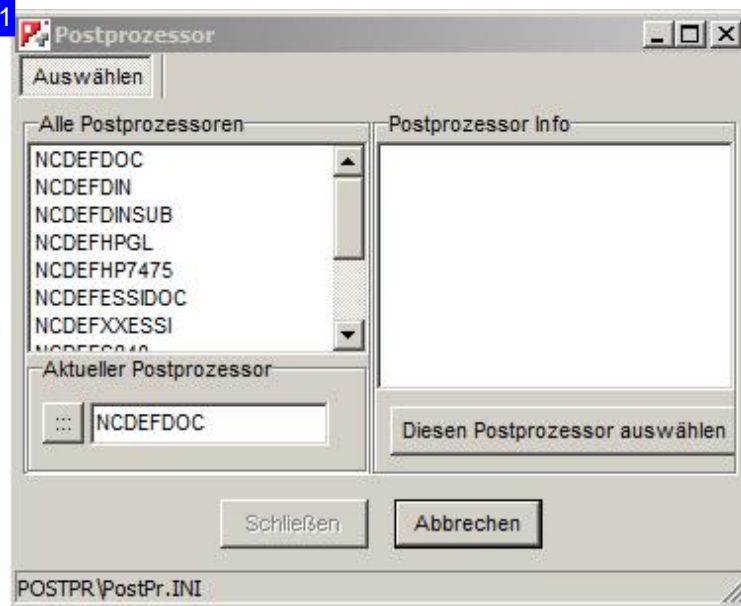 1
Postprozessor
Auswählen
Alle Postprozessoren
NCDEFDOC
NCDEFDIN
NCDEFDINSUB
NCDEFHPGL
NCDEFHP7475
NCDEFESSIDOC
NCDEFXXESSI
Aktueller Postprozessor
::: NCDEFDOC
Postprozessor Info
Diesen Postprozessor auswählen
Schließen Abbrechen
POSTPR\PostPr.INI